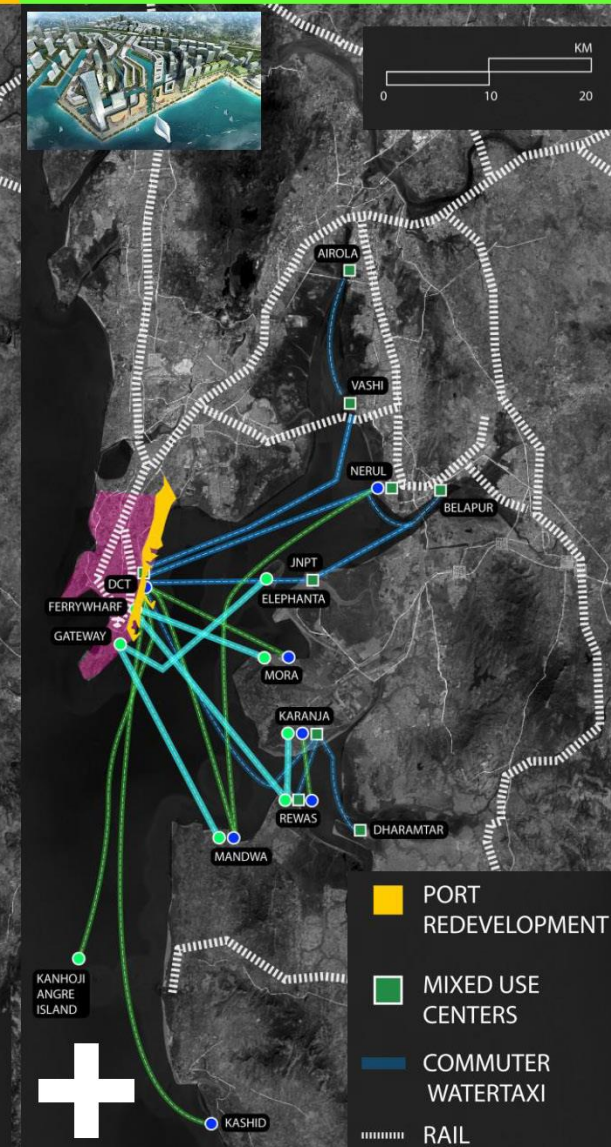 KM
0
10
20
AIROLA
VASHI
NERUL
BELAPUR
JNPT
DCT
ELEPHANTA
FERRYWHARF
GATEWAY
MORA
KARANJA
REWAS
DHARAMTAR
MANDWA
KANHOJI
ANGRE
ISLAND
KASHID
PORT
REDEVELOPMENT
MIXED USE
CENTERS
COMMUTER
WATERTAXI
RAIL